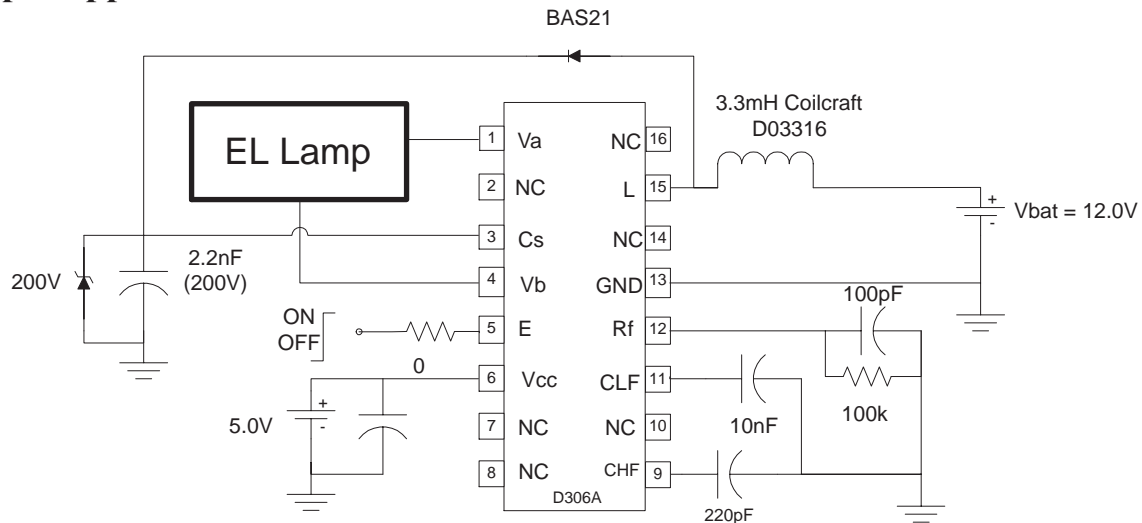 BAS21
3.3mH Coilcraft
D03316
EL Lamp
1 Va
NC 16
2 NC
L 15
Vbat = 12.0V
+
-
3 Cs
NC 14
2.2nF
(200V)
200V
4 Vb
GND 13
100pF
ON
OFF
5 E
Rf 12
0
6 Vcc
CLF 11
100k
5.0V
+
-
10nF
7 NC
NC 10
8 NC
CHF 9
D306A
220pF